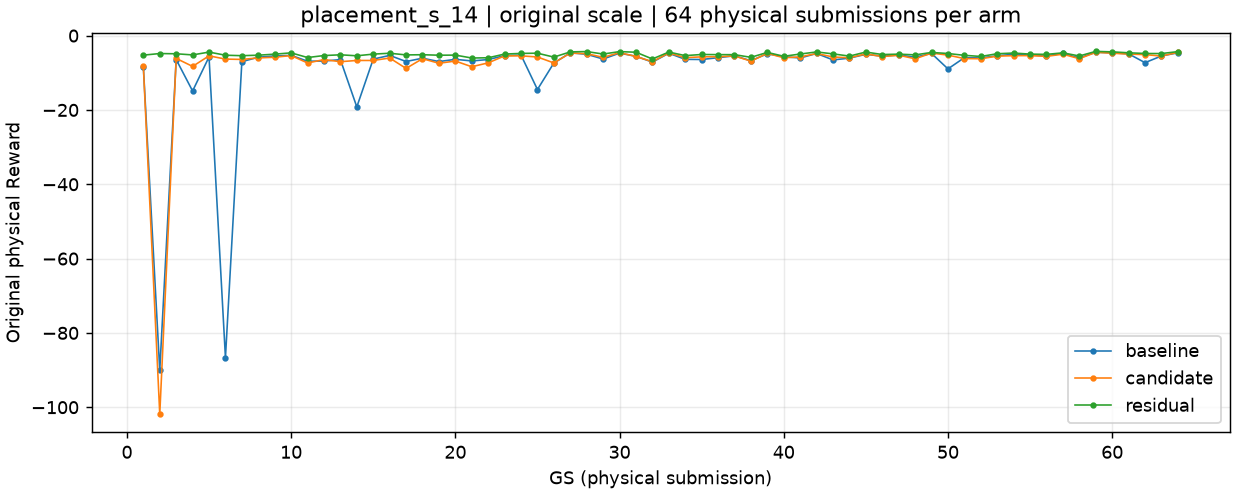 placement_s_14 | original scale | 64 physical submissions per arm
Original physical Reward
0
−20
−40
−60
−80
−100
0 10 20 30 40 50 60
GS (physical submission)
baseline
candidate
residual